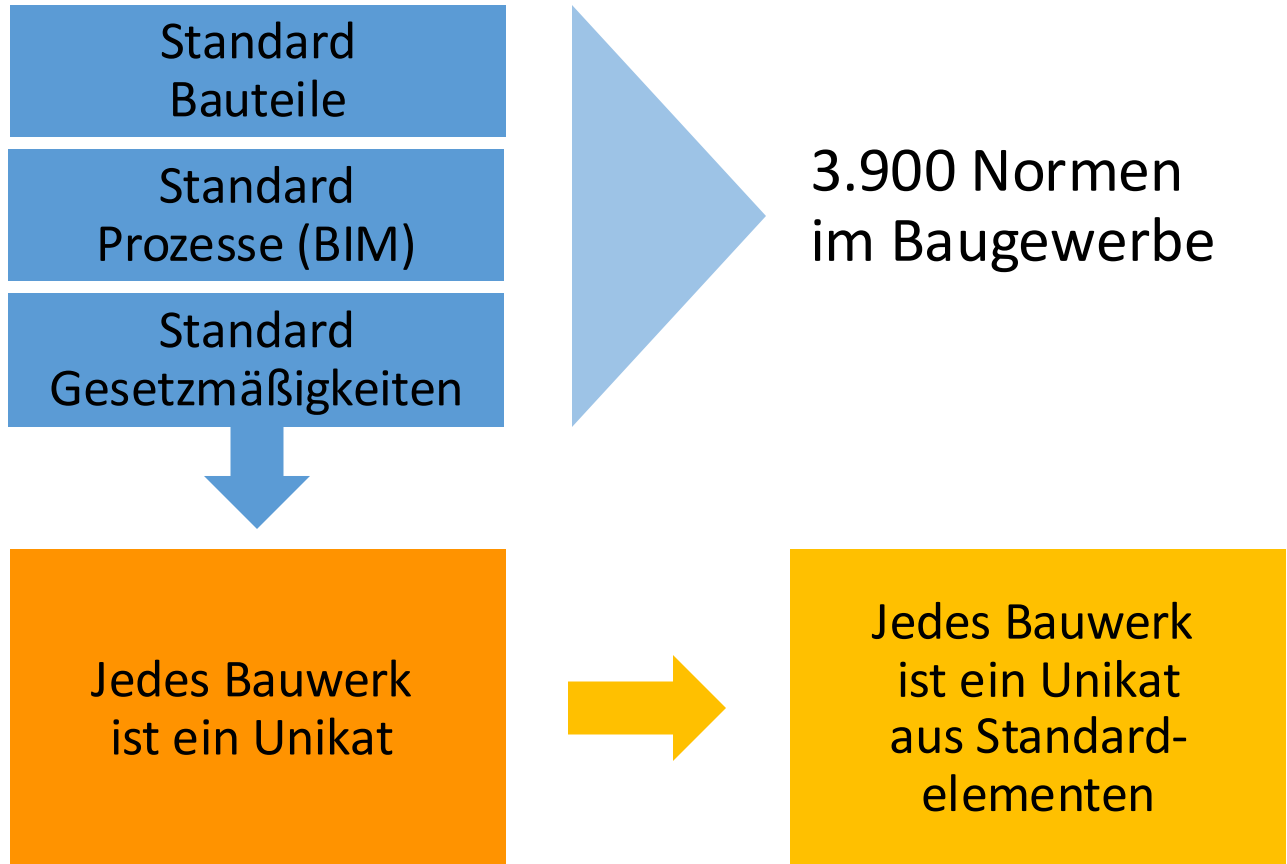 Standard
Bauteile
Standard
Prozesse (BIM)
Standard
Gesetzmäßigkeiten
3.900 Normen
im Baugewerbe
Jedes Bauwerk
ist ein Unikat
Jedes Bauwerk
ist ein Unikat
aus Standard-
elementen